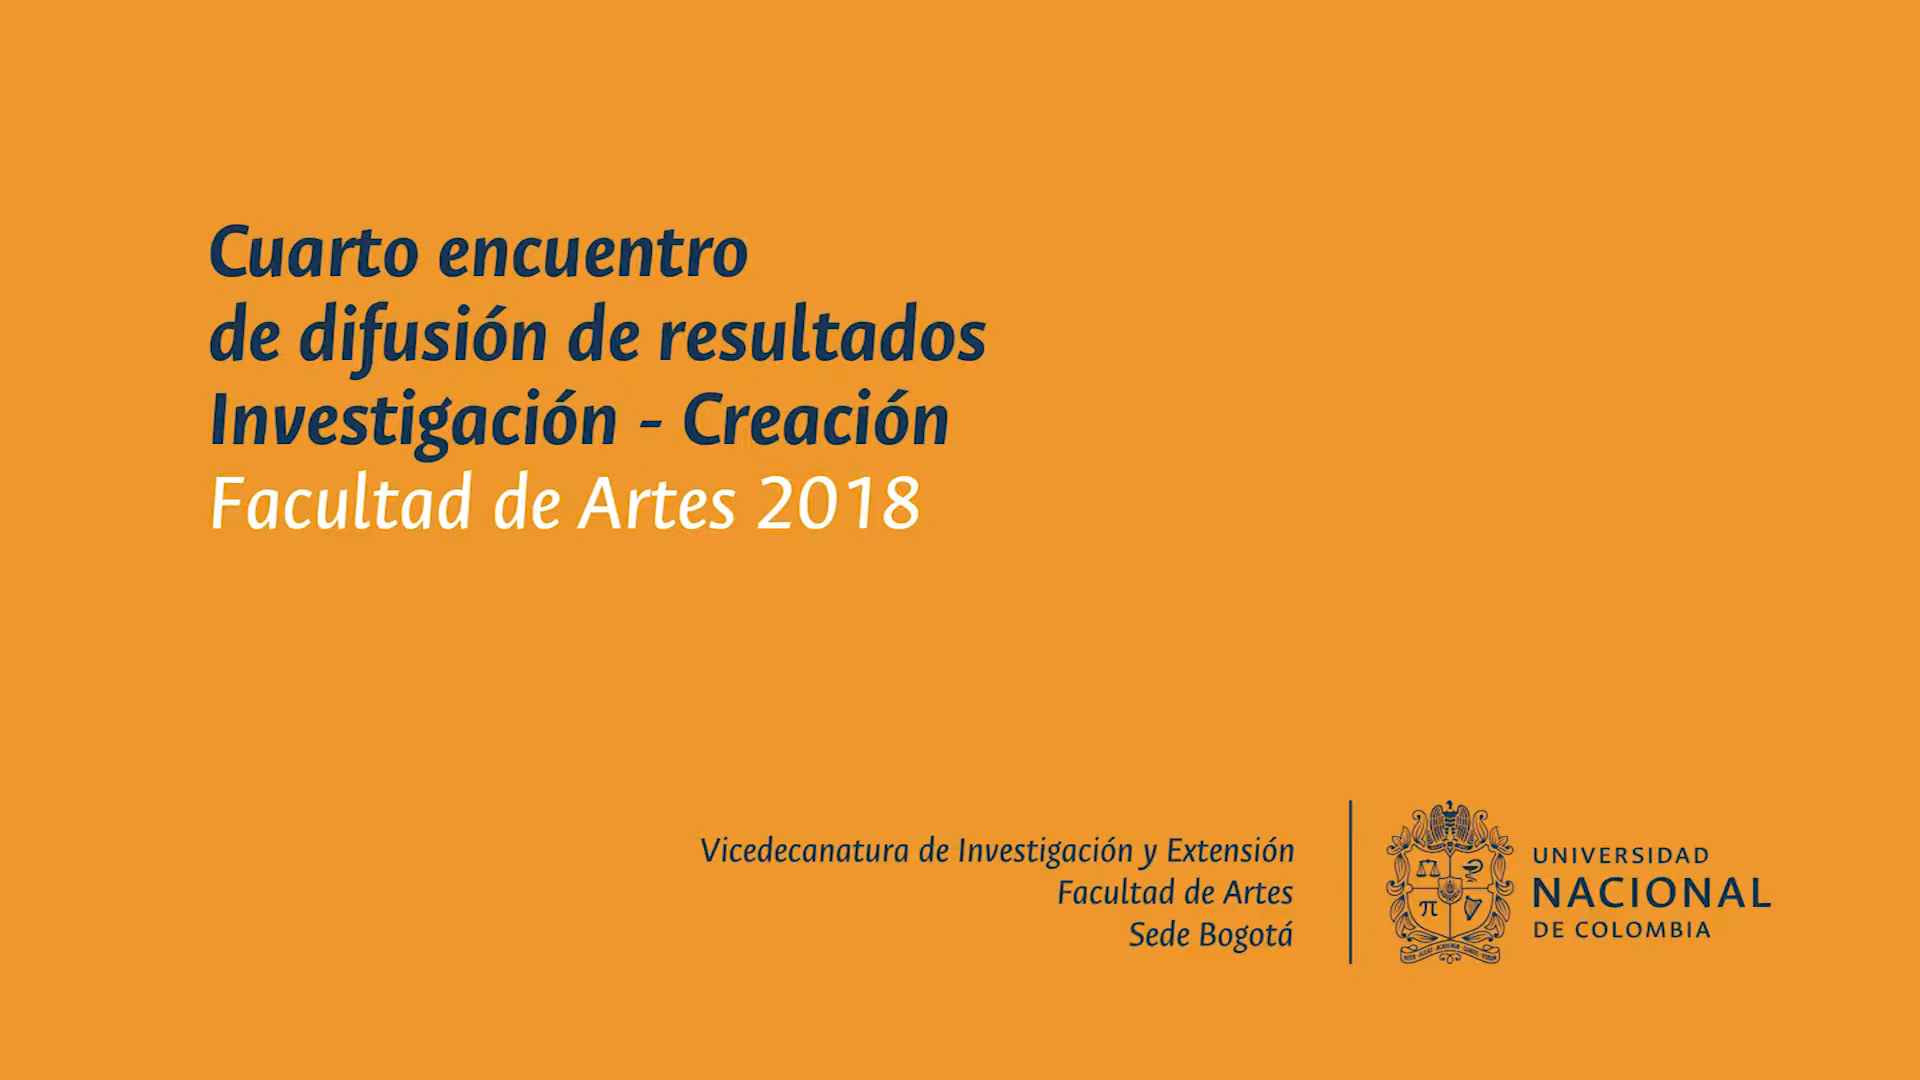 Cuarto encuentro
de difusión de resultados
Investigación - Creación
Facultad de Artes 2018
Vicedecanatura de Investigación y Extensión
Facultad de Artes
Sede Bogotá
UNIVERSIDAD
NACIONAL
DE COLOMBIA